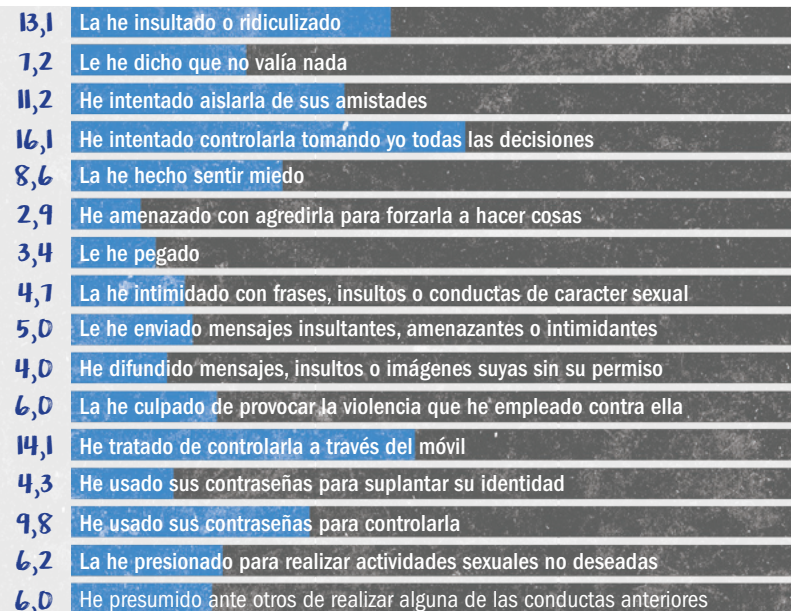 13,1 La he insultado o ridiculizado
7,2 Le he dicho que no valía nada
11,2 He intentado aislarla de sus amistades
16,1 He intentado controlarla tomando yo todas las decisiones
8,6 La he hecho sentir miedo
2,9 He amenazado con agredirla para forzarla a hacer cosas
3,4 Le he pegado
4,7 La he intimidado con frases, insultos o conductas de caracter sexual
5,0 Le he enviado mensajes insultantes, amenazantes o intimidantes
4,0 He difundido mensajes, insultos o imágenes suyas sin su permiso
6,0 La he culpado de provocar la violencia que he empleado contra ella
14,1 He tratado de controlarla a través del móvil
4,3 He usado sus contraseñas para suplantar su identidad
9,8 He usado sus contraseñas para controlarla
6,2 La he presionado para realizar actividades sexuales no deseadas
6,0 He presumido ante otros de realizar alguna de las conductas anteriores